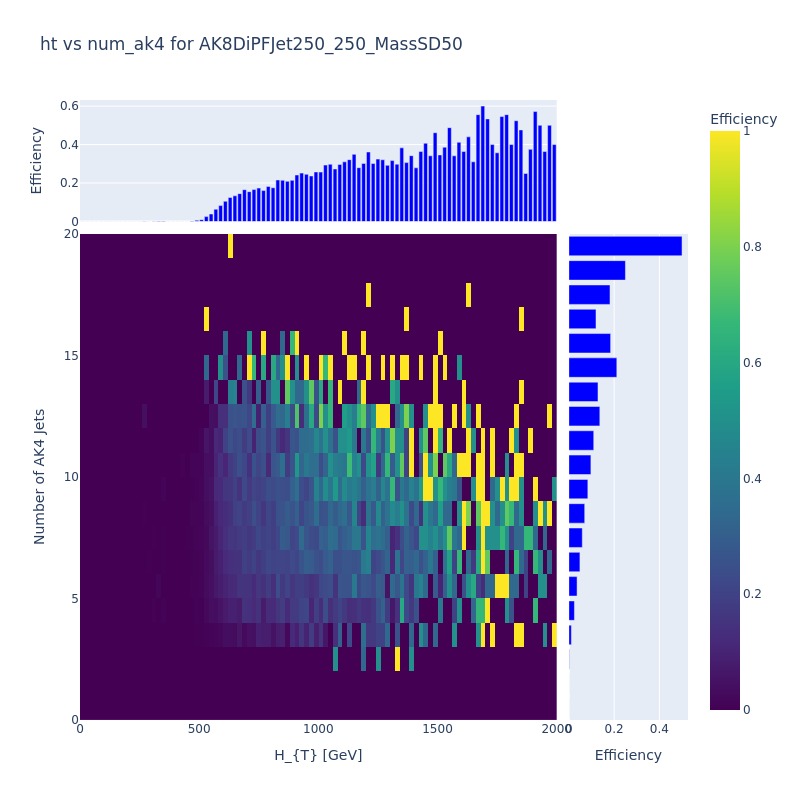 ht vs num_ak4 for AK8DiPFJet250_250_MassSD50
Efficiency
0.6
0.4
0.2
0
Efficiency
1
0.8
0.6
0.4
0.2
0
Number of AK4 Jets
20
15
10
5
0
0 500 1000 1500 2000
H_{T} [GeV]
0 0.2 0.4
Efficiency